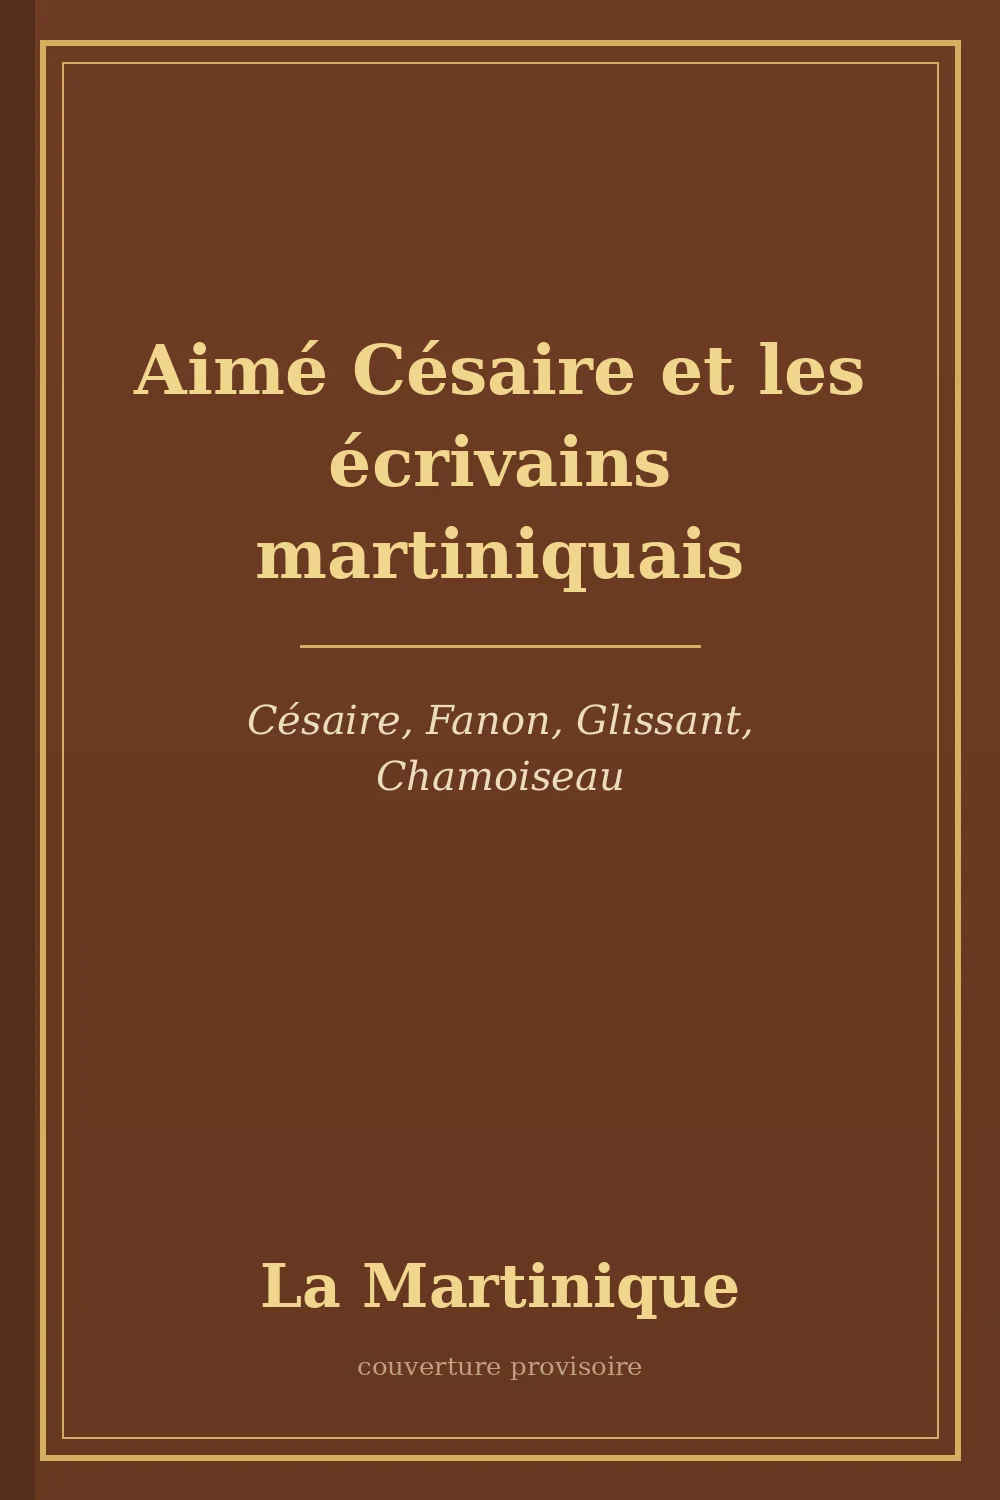 Aimé Césaire et les
écrivains
martiniquais
Césaire, Fanon, Glissant,
Chamoiseau
La Martinique
couverture provisoire